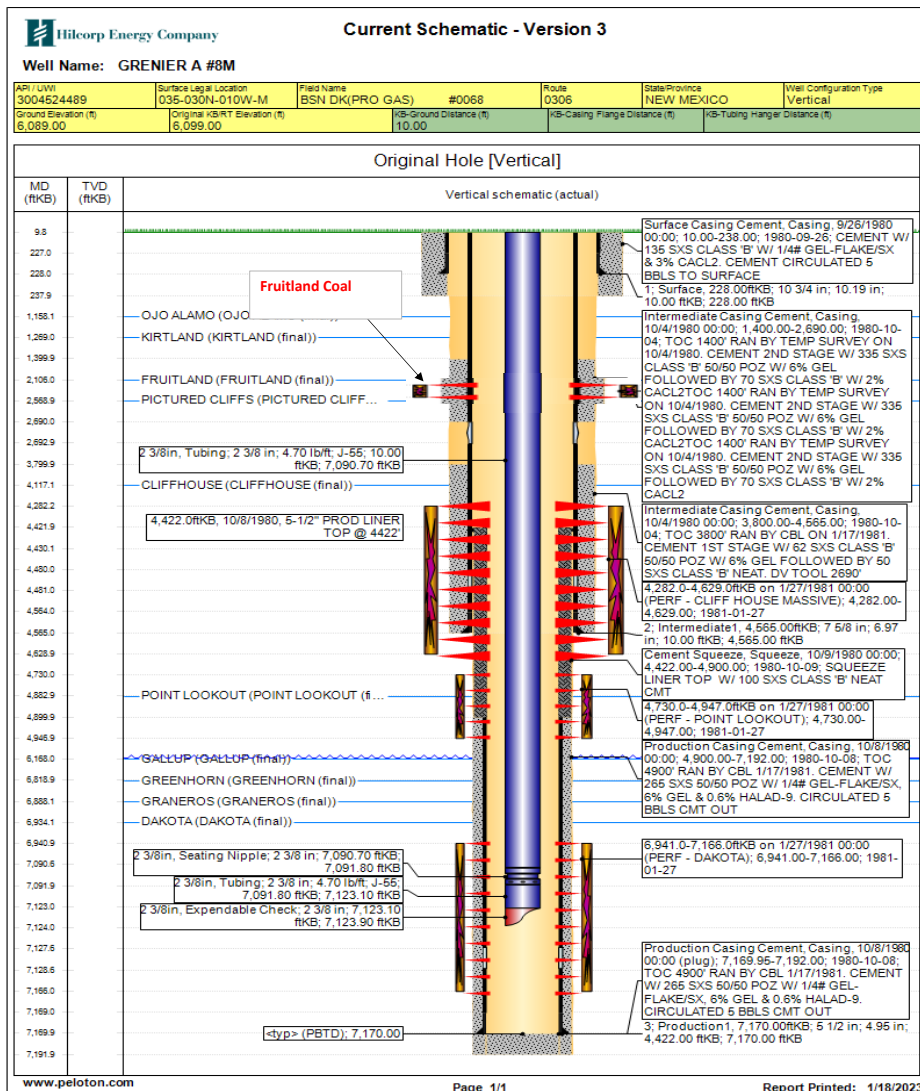 Hilcorp Energy Company
Current Schematic - Version 3
Well Name: GRENIER A #8M
API / UWI
3004524489
Surface Legal Location
035-030N-010W-M
Field Name
BSN DK(PRO GAS) #0068
Route
0306
State/Province
NEW MEXICO
Well Configuration Type
Vertical
Ground Elevation (ft)
6,089.00
Original KB/RT Elevation (ft)
6,099.00
KB-Ground Distance (ft)
10.00
KB-Casing Flange Distance (ft)
KB-Tubing Hanger Distance (ft)
Original Hole [Vertical]
MD
(ftKB)
TVD
(ftKB)
Vertical schematic (actual)
9.8
227.0
228.0
237.9
1,158.1
1,269.0
1,399.9
2,106.0
2,568.9
2,690.0
2,692.9
3,799.9
4,117.1
4,282.2
4,421.9
4,430.1
4,480.0
4,481.0
4,564.0
4,565.0
4,628.9
4,730.0
4,882.9
4,899.9
4,946.9
6,168.0
6,818.9
6,888.1
6,934.1
6,940.9
7,090.6
7,091.9
7,123.0
7,124.0
7,127.6
7,128.6
7,166.0
7,169.0
7,169.9
7,191.9
Fruitland Coal
OJO ALAMO (OJO
KIRTLAND (KIRTLAND (final))
FRUITLAND (FRUITLAND (final))
PICTURED CLIFFS (PICTURED CLIFF...
2 3/8in, Tubing; 2 3/8 in; 4.70 lb/ft; J-55; 10.00
ftKB; 7,090.70 ftKB
CLIFFHOUSE (CLIFFHOUSE (final))
4,422.0ftKB, 10/8/1980, 5-1/2" PROD LINER
TOP @ 4422'
POINT LOOKOUT (POINT LOOKOUT (fi...
GALLUP (GALLUP (final))
GREENHORN (GREENHORN (final))
GRANEROS (GRANEROS (final))
DAKOTA (DAKOTA (final))
2 3/8in, Seating Nipple; 2 3/8 in; 7,090.70 ftKB;
7,091.80 ftKB
2 3/8in, Tubing; 2 3/8 in; 4.70 lb/ft; J-55;
7,091.80 ftKB; 7,123.10 ftKB
2 3/8in, Expendable Check; 2 3/8 in; 7,123.10
ftKB; 7,123.90 ftKB
<typ> (PBTD); 7,170.00
Surface Casing Cement, Casing, 9/26/1980
00:00; 10.00-238.00; 1980-09-26; CEMENT W/
135 SXS CLASS 'B' W/ 1/4# GEL-FLAKE/SX
& 3% CACL2. CEMENT CIRCULATED 5
BBLS TO SURFACE
1; Surface, 228.00ftKB; 10 3/4 in; 10.19 in;
10.00 ftKB; 228.00 ftKB
Intermediate Casing Cement, Casing,
10/4/1980 00:00; 1,400.00-2,690.00; 1980-10-
04; TOC 1400' RAN BY TEMP SURVEY ON
10/4/1980. CEMENT 2ND STAGE W/ 335 SXS
CLASS 'B' 50/50 POZ W/ 6% GEL
FOLLOWED BY 70 SXS CLASS 'B' W/ 2%
CACL2TOC 1400' RAN BY TEMP SURVEY
ON 10/4/1980. CEMENT 2ND STAGE W/ 335
SXS CLASS 'B' 50/50 POZ W/ 6% GEL
FOLLOWED BY 70 SXS CLASS 'B' W/ 2%
CACL2TOC 1400' RAN BY TEMP SURVEY
ON 10/4/1980. CEMENT 2ND STAGE W/ 335
SXS CLASS 'B' 50/50 POZ W/ 6% GEL
FOLLOWED BY 70 SXS CLASS 'B' W/ 2%
CACL2
Intermediate Casing Cement, Casing,
10/4/1980 00:00; 3,800.00-4,565.00; 1980-10-
04; TOC 3800' RAN BY CBL ON 1/17/1981.
CEMENT 1ST STAGE W/ 62 SXS CLASS 'B'
50/50 POZ W/ 6% GEL FOLLOWED BY 50
SXS CLASS 'B' NEAT. DV TOOL 2690'
4,282.0-4,629.0ftKB on 1/27/1981 00:00
(PERF - CLIFF HOUSE MASSIVE); 4,282.00-
4,629.00; 1981-01-27
2; Intermediate1, 4,565.00ftKB; 7 5/8 in; 6.97
in; 10.00 ftKB; 4,565.00 ftKB
Cement Squeeze, Squeeze, 10/9/1980 00:00;
4,422.00-4,900.00; 1980-10-09; SQUEEZE
LINER TOP W/ 100 SXS CLASS 'B' NEAT
CMT
4,730.0-4,947.0ftKB on 1/27/1981 00:00
(PERF - POINT LOOKOUT); 4,730.00-
4,947.00; 1981-01-27
Production Casing Cement, Casing, 10/8/1980
00:00; 4,900.00-7,192.00; 1980-10-08; TOC
4900' RAN BY CBL 1/17/1981. CEMENT W/
265 SXS 50/50 POZ W/ 1/4# GEL-FLAKE/SX,
6% GEL & 0.6% HALAD-9. CIRCULATED 5
BBLS CMT OUT
6,941.0-7,166.0ftKB on 1/27/1981 00:00
(PERF - DAKOTA); 6,941.00-7,166.00; 1981-
01-27
Production Casing Cement, Casing, 10/8/1980
00:00 (plug); 7,169.95-7,192.00; 1980-10-08;
TOC 4900' RAN BY CBL 1/17/1981. CEMENT
W/ 265 SXS 50/50 POZ W/ 1/4# GEL-
FLAKE/SX, 6% GEL & 0.6% HALAD-9.
CIRCULATED 5 BBLS CMT OUT
3; Production1, 7,170.00ftKB; 5 1/2 in; 4.95 in;
4,422.00 ftKB; 7,170.00 ftKB
www.peloton.com
Page 1/1
Report Printed: 1/18/2023